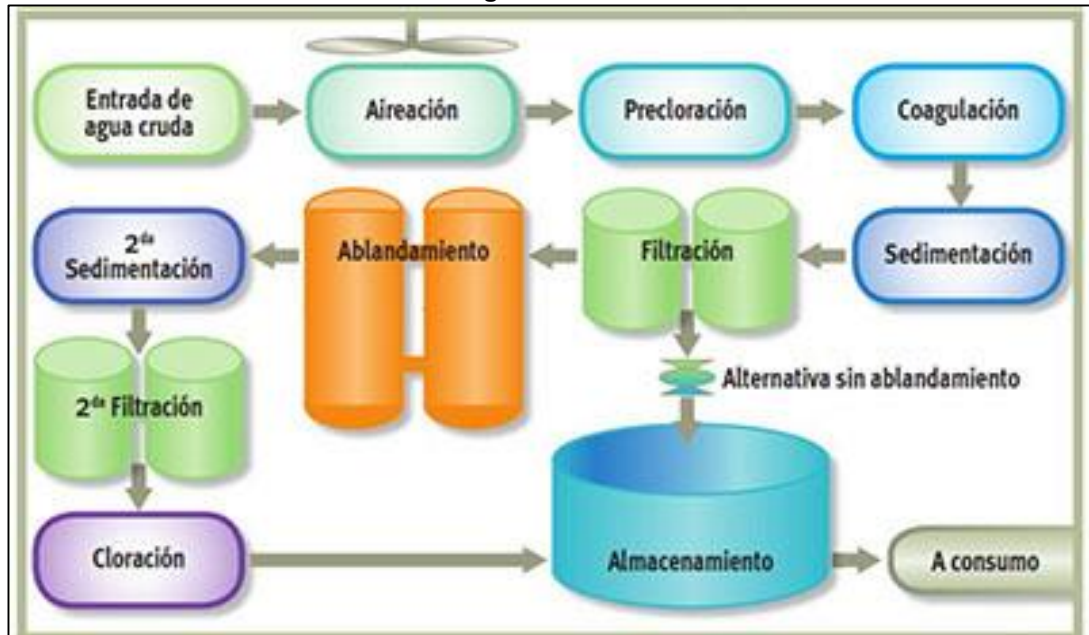 Entrada de
agua cruda
Aireación
Precloración
Coagulación
2da
Sedimentación
Ablandamiento
Filtración
Sedimentación
Alternativa sin ablandamiento
2da Filtración
Cloración
Almacenamiento
A consumo